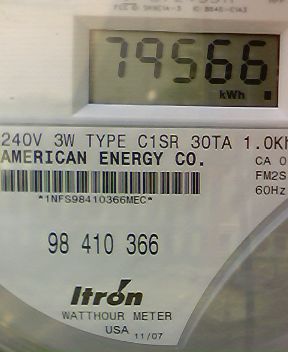 79566
kWh
240V 3W TYPE C1SR 30TA 1.0Kh
AMERICAN ENERGY CO. CA 0
FM2S
60Hz
*1NFS98410366MEC*
98 410 366
Itron
WATTHOUR METER
USA 11/07